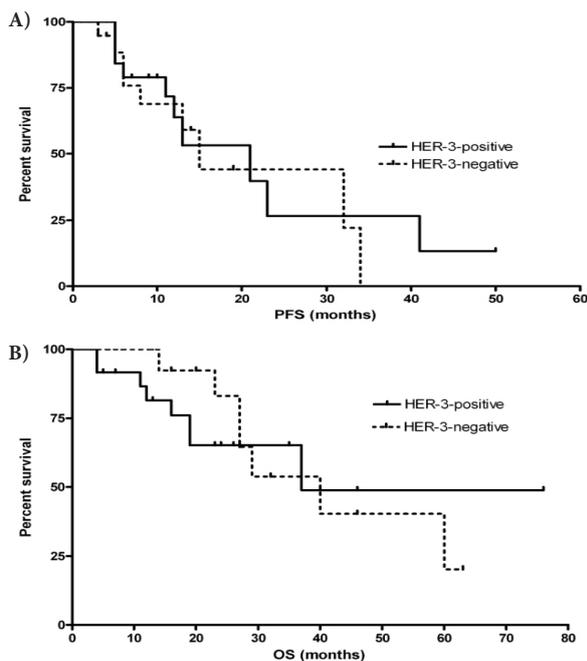 A)
Percent survival
100
75
50
25
0
HER-3-positive
HER-3-negative
0 10 20 30 40 50 60
PFS (months)
B)
Percent survival
100
75
50
25
0
HER-3-positive
HER-3-negative
0 10 20 30 40 50 60 70 80
OS (months)